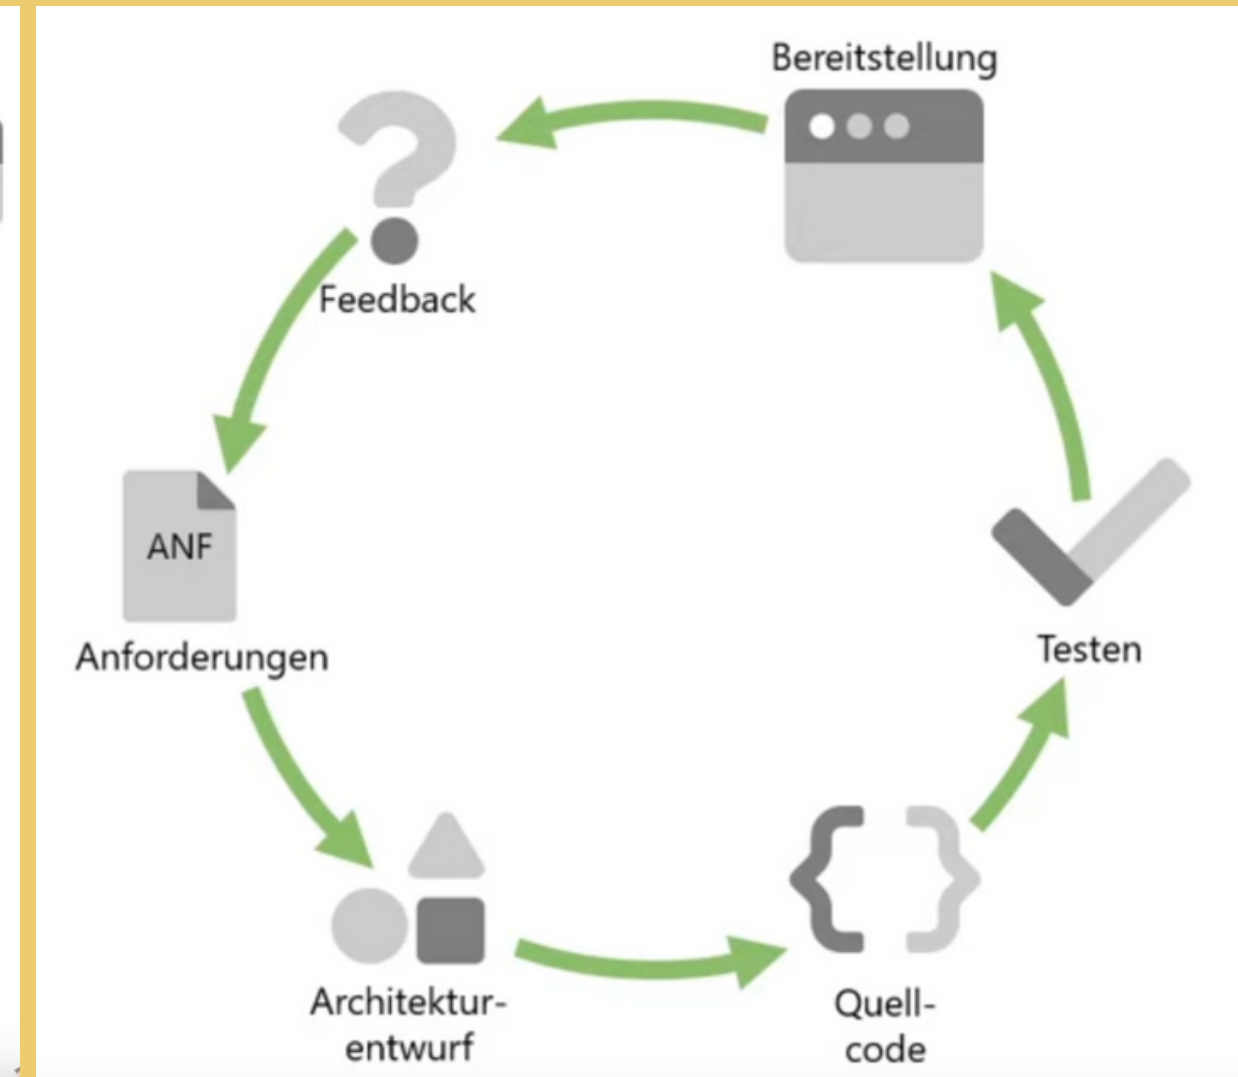 Bereitstellung
Feedback
ANF
Anforderungen
Testen
Architektur-
entwurf
Quell-
code